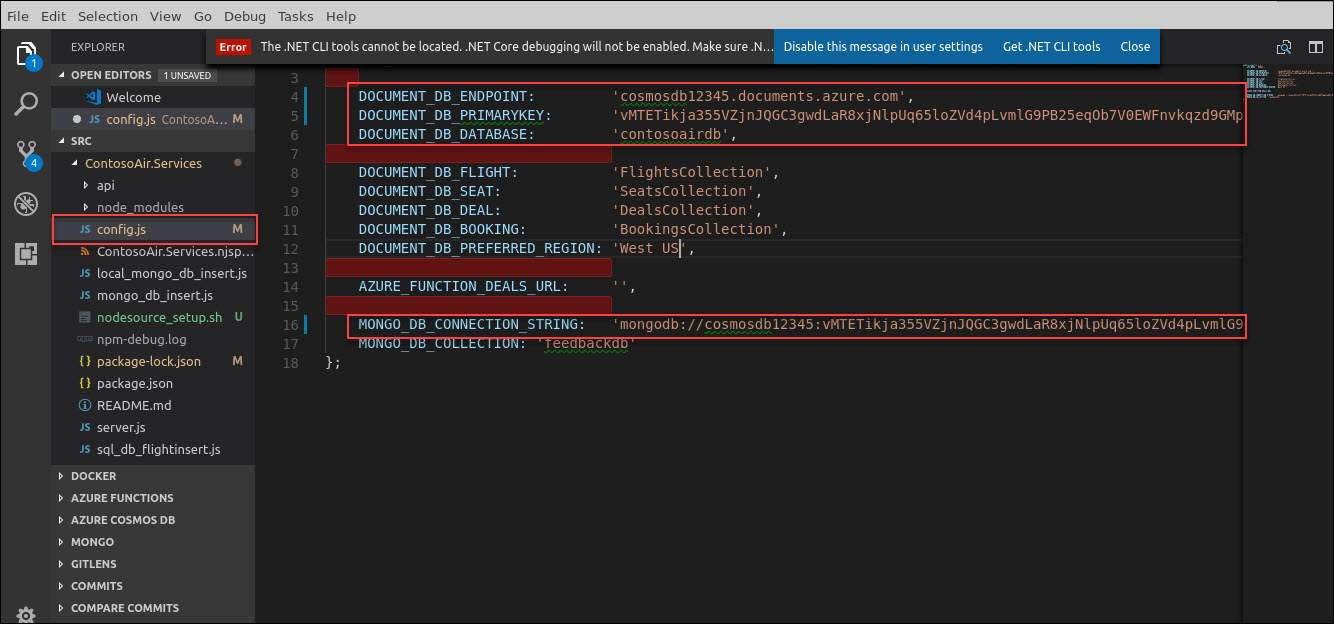 File Edit Selection View Go Debug Tasks Help
EXPLORER
Error The .NET CLI tools cannot be located. .NET Core debugging will not be enabled. Make sure .N... Disable this message in user settings Get .NET CLI tools Close
1
OPEN EDITORS 1 UNSAVED
Welcome
JS config.js ContosoA... M
SRC
4
ContosoAir.Services
api
node_modules
JS config.js M
ContosoAir.Services.njsp...
JS local_mongo_db_insert.js
JS mongo_db_insert.js
nodesource_setup.sh U
npm-debug.log
{} package-lock.json M
{} package.json
README.md
JS server.js
JS sql_db_flightinsert.js
DOCKER
AZURE FUNCTIONS
AZURE COSMOS DB
MONGO
GITLENS
COMMITS
COMPARE COMMITS
3
4 DOCUMENT_DB_ENDPOINT: 'cosmosdb12345.documents.azure.com',
5 DOCUMENT_DB_PRIMARYKEY: 'vMTETikja355VZjnJQGC3gwdLaR8xjNlpUq65loZVd4pLvmlG9PB25eqOb7V0EWFnvkqzd9GMp
6 DOCUMENT_DB_DATABASE: 'contosoairdb',
7
8 DOCUMENT_DB_FLIGHT: 'FlightsCollection',
9 DOCUMENT_DB_SEAT: 'SeatsCollection',
10 DOCUMENT_DB_DEAL: 'DealsCollection',
11 DOCUMENT_DB_BOOKING: 'BookingsCollection',
12 DOCUMENT_DB_PREFERRED_REGION: 'West US',
13
14 AZURE_FUNCTION_DEALS_URL: '',
15
16 MONGO_DB_CONNECTION_STRING: 'mongodb://cosmosdb12345:vMTETikja355VZjnJQGC3gwdLaR8xjNlpUq65loZVd4pLvmlG9
17 MONGO_DB_COLLECTION: 'feedbackdb'
18 };